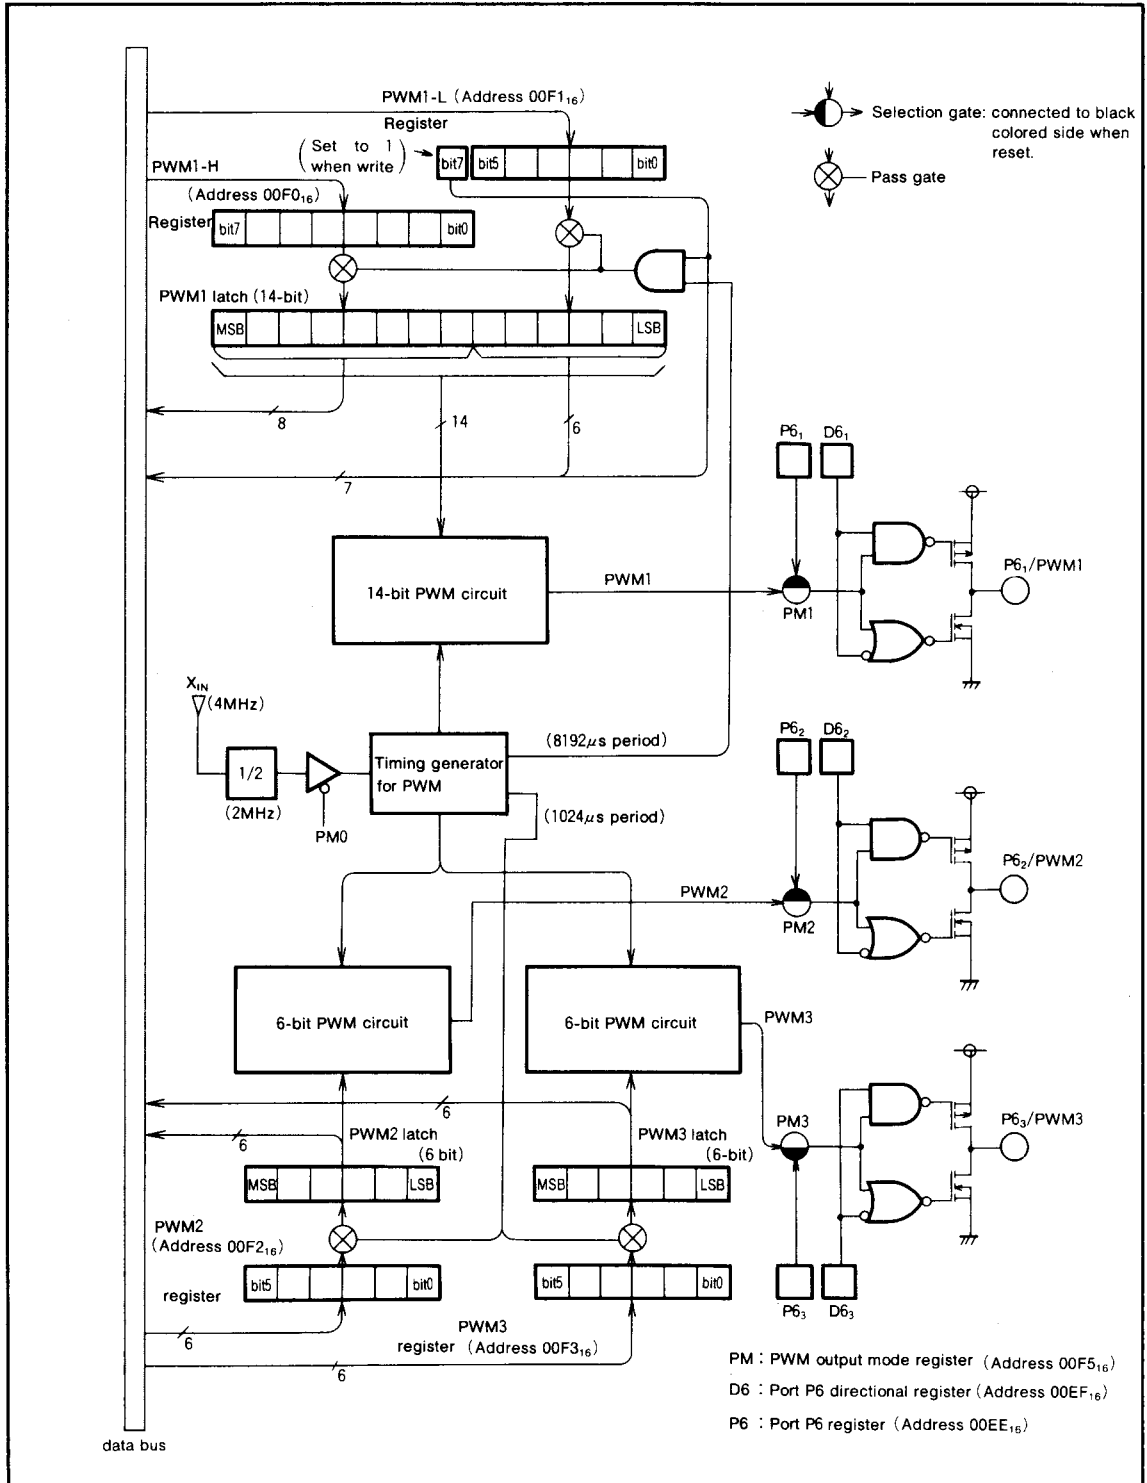 PWM1-L (Address 00F1₁₆)
Register
(Set to 1
when write)
bit7
bit5
bit0
PWM1-H
(Address 00F0₁₆)
Register
bit7
bit0
PWM1 latch (14-bit)
MSB
LSB
8
14
6
7
Selection gate: connected to black
colored side when
reset.
Pass gate
14-bit PWM circuit
PWM1
P6₁
D6₁
PM1
P6₁/PWM1
X_IN
(4MHz)
1/2
(2MHz)
PM0
Timing generator
for PWM
(8192μs period)
(1024μs period)
P6₂
D6₂
PWM2
PM2
P6₂/PWM2
6-bit PWM circuit
6-bit PWM circuit
PWM3
PM3
P6₃/PWM3
P6₃
D6₃
6
6
PWM2 latch
(6 bit)
PWM3 latch
(6-bit)
MSB
LSB
MSB
LSB
PWM2
(Address 00F2₁₆)
register
bit5
bit0
bit5
bit0
6
PWM3
register (Address 00F3₁₆)
6
PM : PWM output mode register (Address 00F5₁₆)
D6 : Port P6 directional register (Address 00EF₁₆)
P6 : Port P6 register (Address 00EE₁₆)
data bus